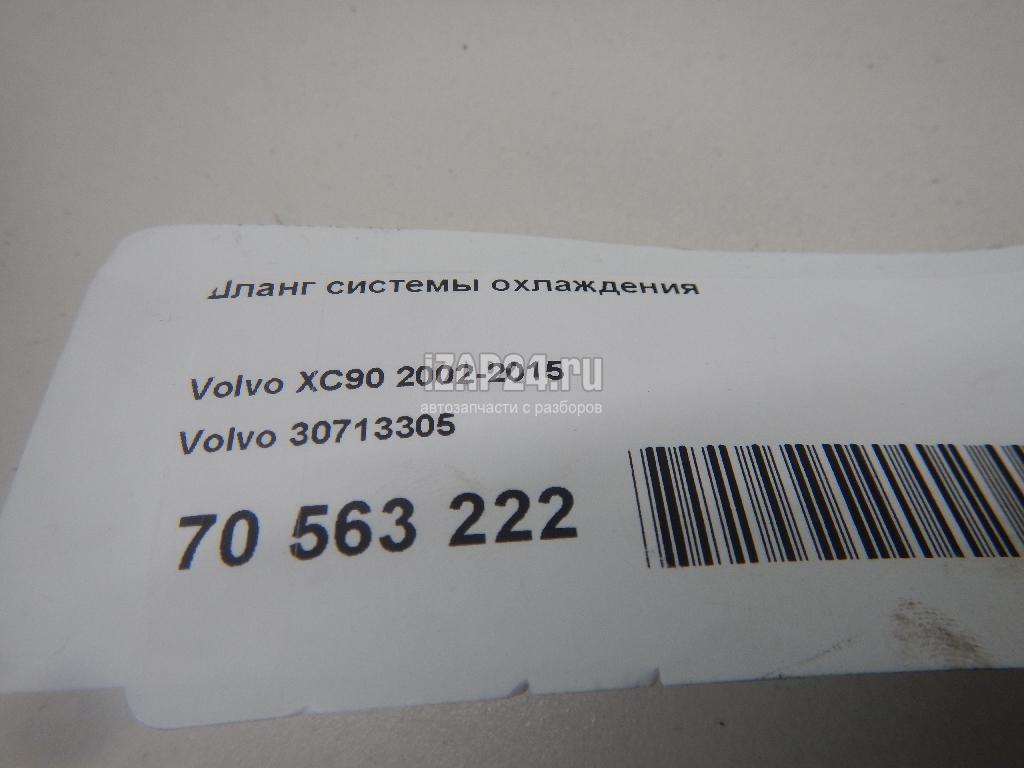 Шланг системы охлаждения
Volvo XC90 2002-2015
iZAP24.ru
автозапчасти с разборов
Volvo 30713305
70 563 222